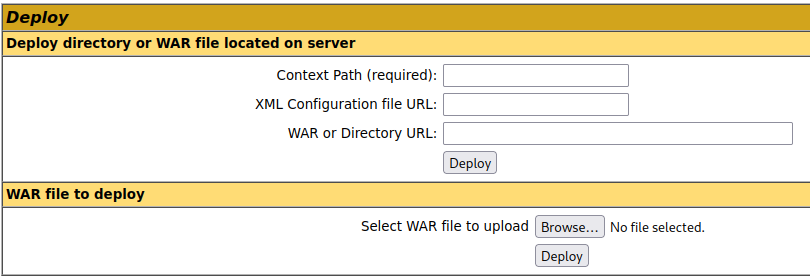 Deploy
Deploy directory or WAR file located on server
Context Path (required):
XML Configuration file URL:
WAR or Directory URL:
Deploy
WAR file to deploy
Select WAR file to upload Browse... No file selected.
Deploy